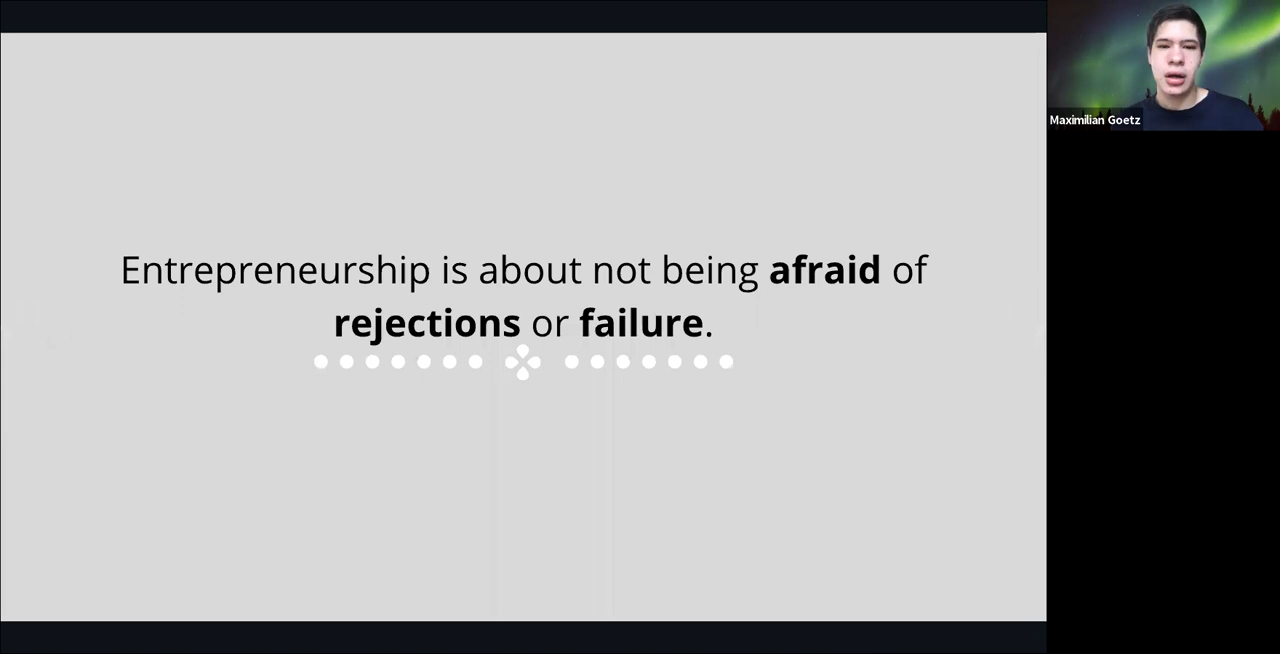 Entrepreneurship is about not being afraid of
rejections or failure.
Maximilian Goetz